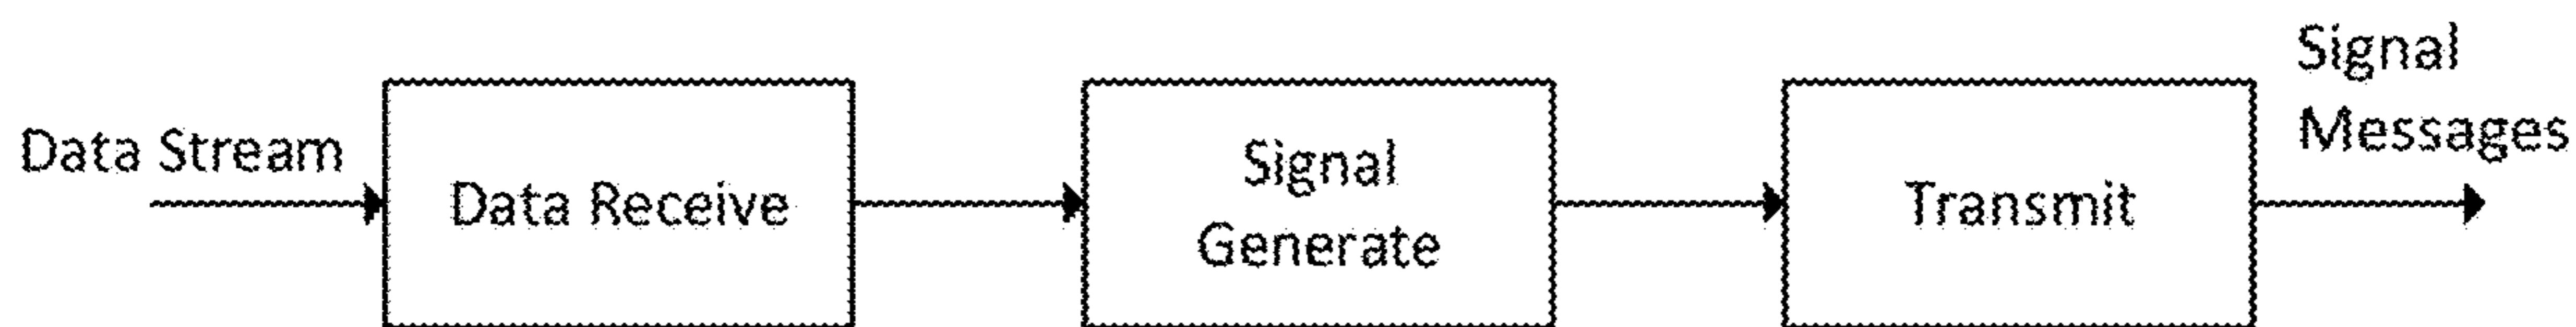 Data Stream
Data Receive
Signal
Generate
Transmit
Signal
Messages